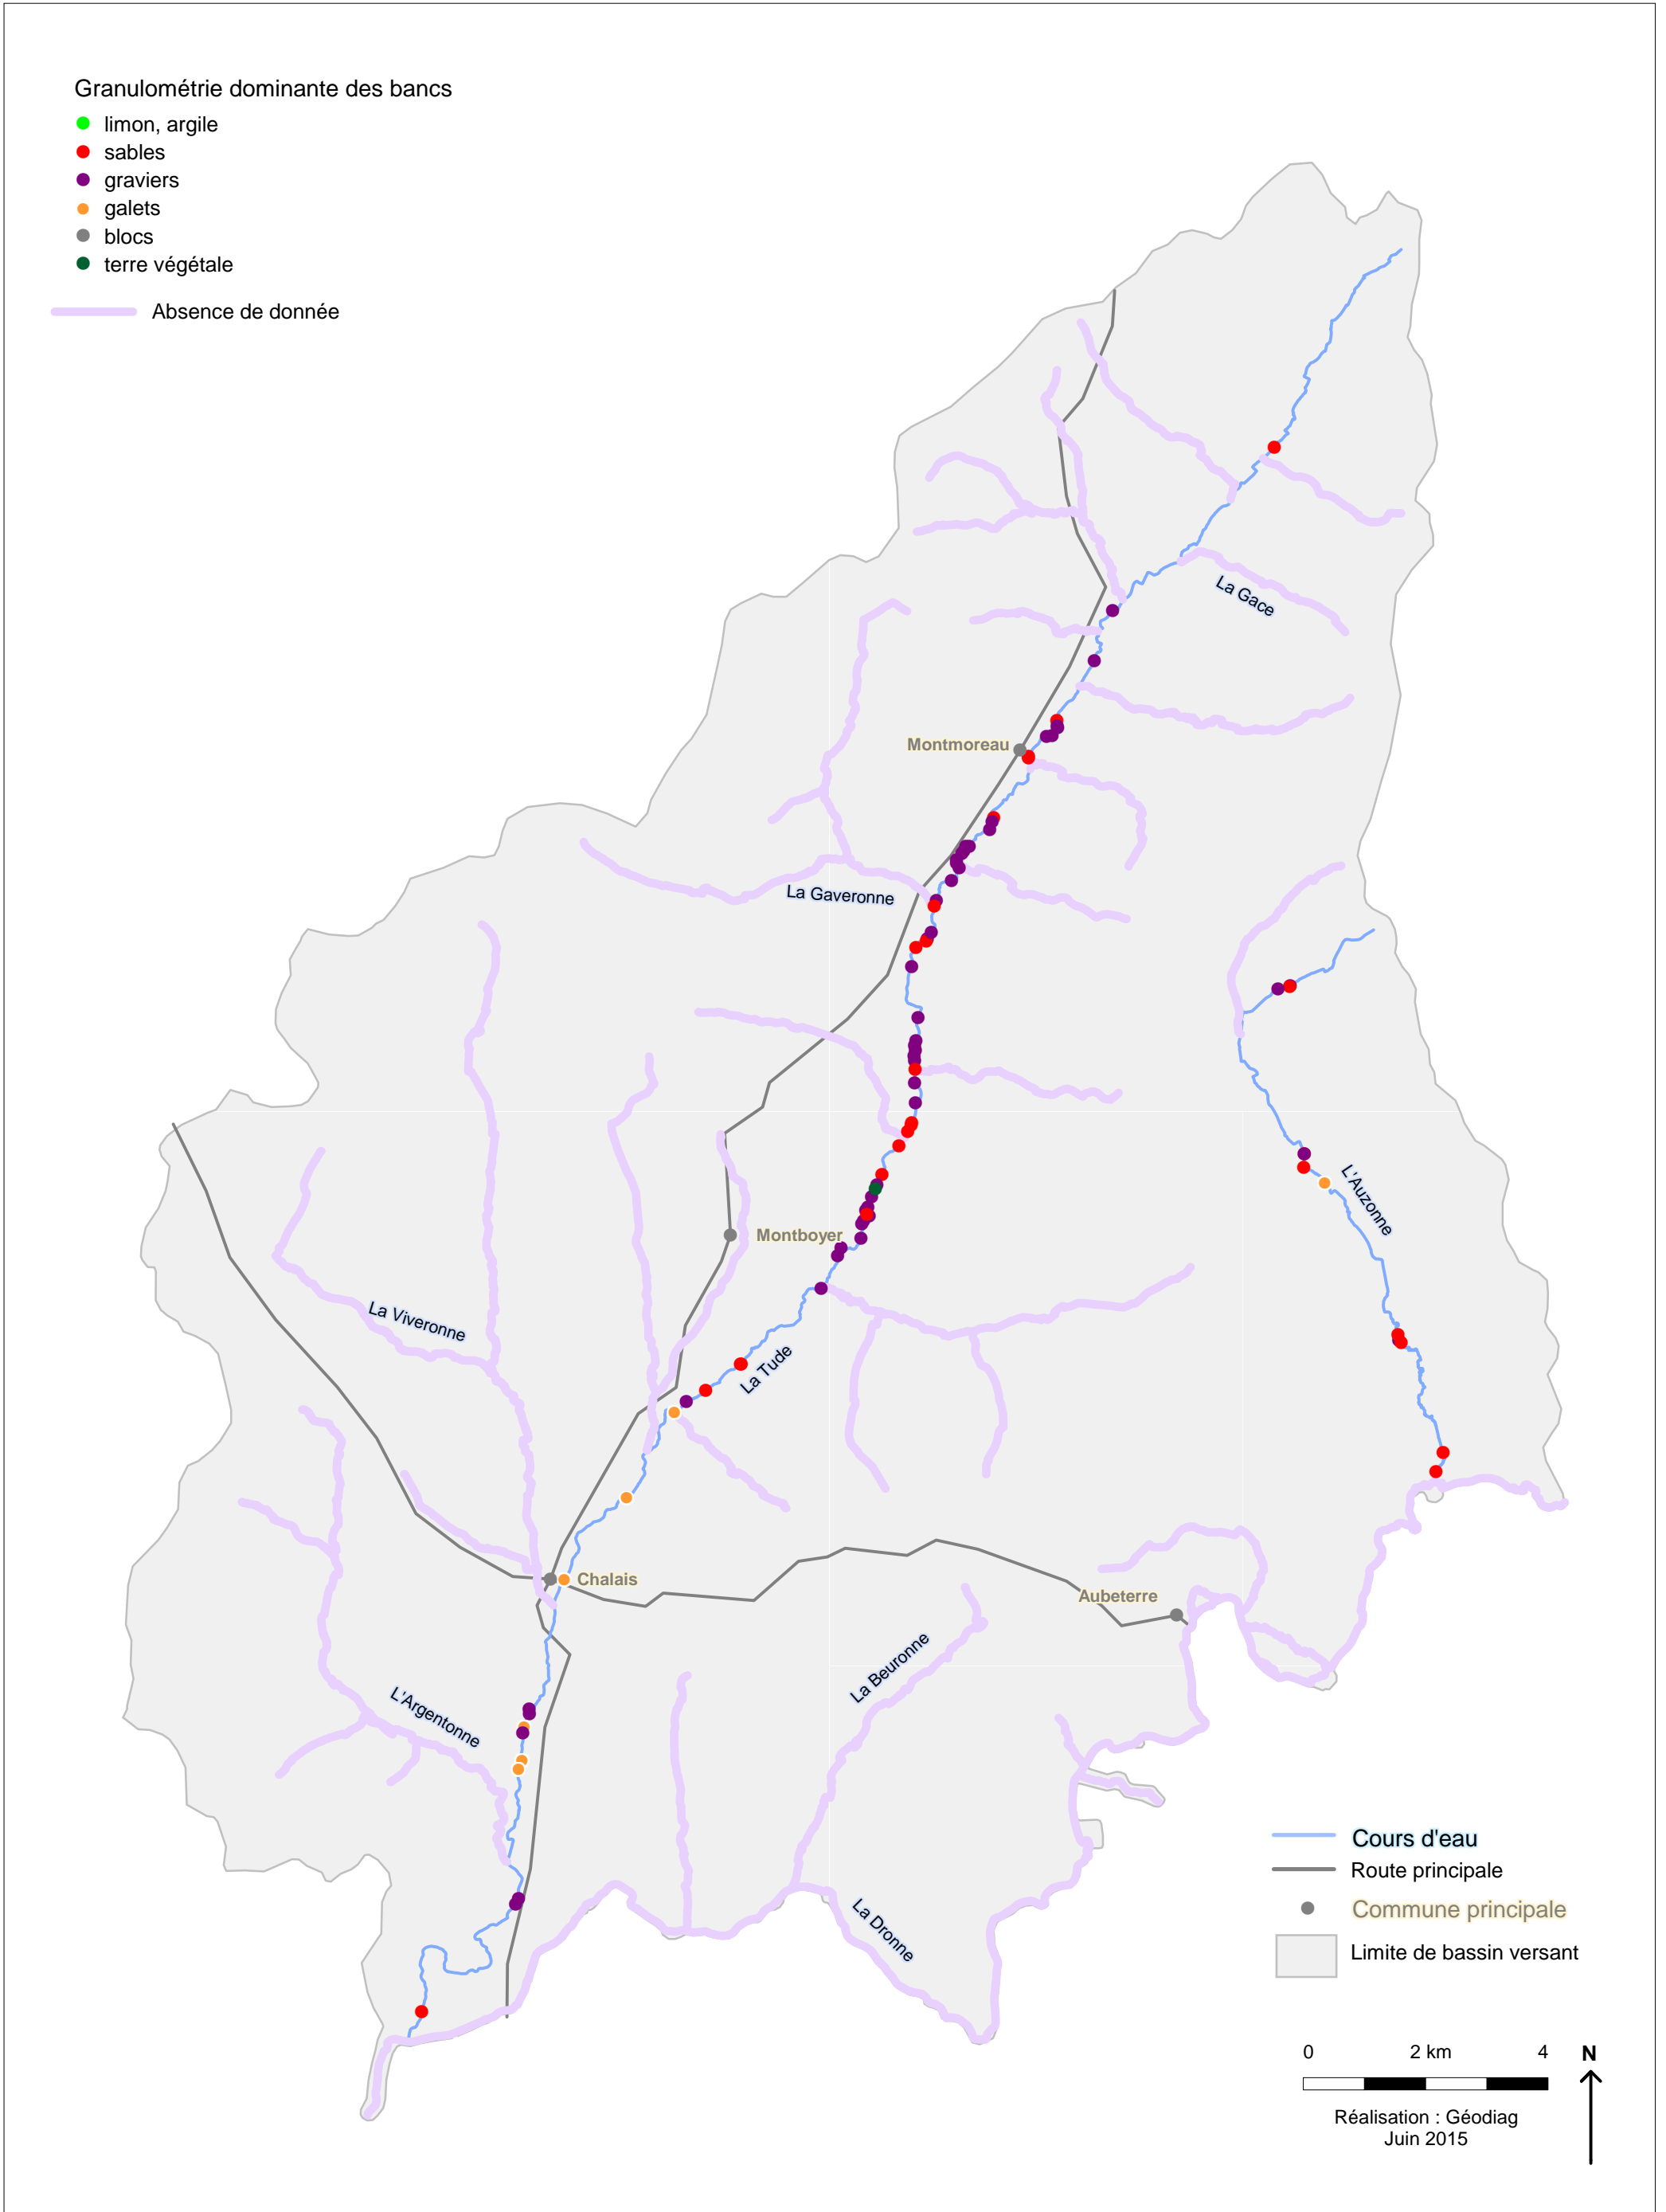 Granulométrie dominante des bancs
limon, argile
sables
graviers
galets
blocs
terre végétale
Absence de donnée
La Gace
Montmoreau
La Gaveronne
L'Auzonne
Montboyer
La Viveronne
La Tude
Chalais
Aubeterre
La Beuronne
L'Argentonne
La Dronne
Cours d'eau
Route principale
Commune principale
Limite de bassin versant
0 2 km 4
N
Réalisation : Géodiag
Juin 2015